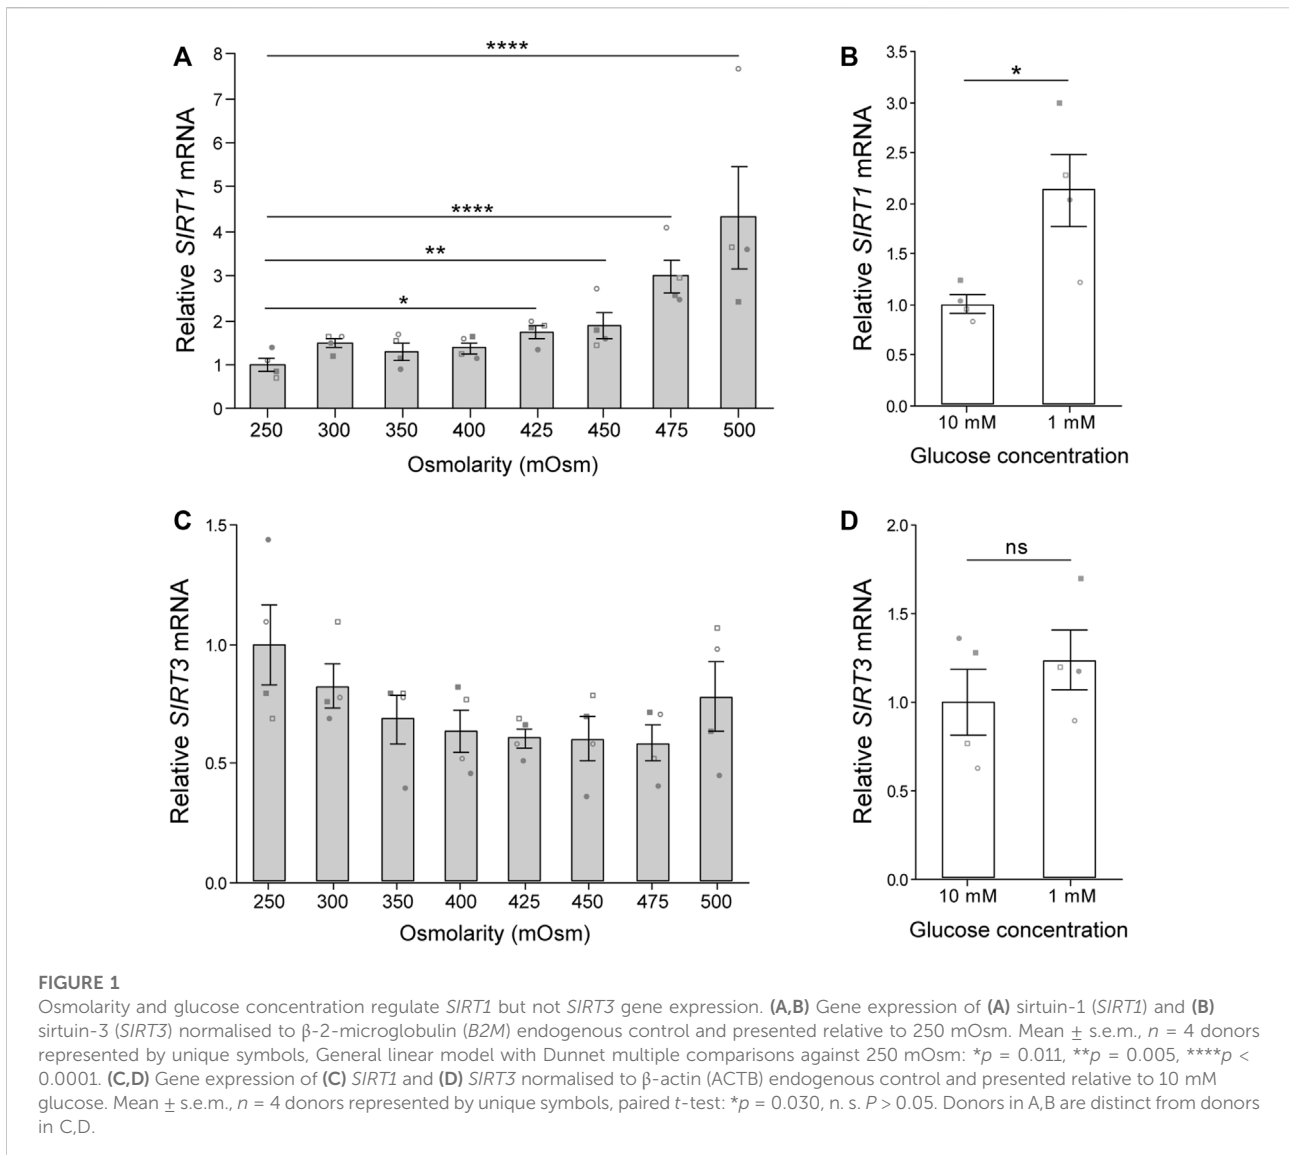 A
Relative SIRT1 mRNA
8
7
6
5
4
3
2
1
0
****
****
**
*
250 300 350 400 425 450 475 500
Osmolarity (mOsm)
B
Relative SIRT1 mRNA
3.5
3.0
2.5
2.0
1.5
1.0
0.5
0.0
*
10 mM 1 mM
Glucose concentration
C
Relative SIRT3 mRNA
1.5
1.0
0.5
0.0
250 300 350 400 425 450 475 500
Osmolarity (mOsm)
D
Relative SIRT3 mRNA
2.0
1.5
1.0
0.5
0.0
ns
10 mM 1 mM
Glucose concentration
FIGURE 1
Osmolarity and glucose concentration regulate SIRT1 but not SIRT3 gene expression. (A,B) Gene expression of (A) sirtuin-1 (SIRT1) and (B)
sirtuin-3 (SIRT3) normalised to β-2-microglobulin (B2M) endogenous control and presented relative to 250 mOsm. Mean ± s.e.m., n = 4 donors
represented by unique symbols, General linear model with Dunnet multiple comparisons against 250 mOsm: *p = 0.011, **p = 0.005, ****p <
0.0001. (C,D) Gene expression of (C) SIRT1 and (D) SIRT3 normalised to β-actin (ACTB) endogenous control and presented relative to 10 mM
glucose. Mean ± s.e.m., n = 4 donors represented by unique symbols, paired t-test: *p = 0.030, n. s. P > 0.05. Donors in A,B are distinct from donors
in C,D.